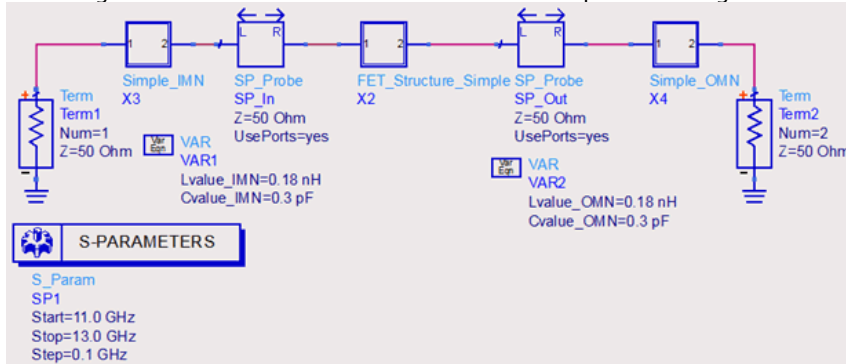 1 2 L R 1 2 L R 1 2
Simple_IMN SP_Probe FET_Structure_Simple SP_Probe Simple_OMN
X3 SP_In X2 SP_Out X4
Z=50 Ohm Z=50 Ohm
UsePorts=yes UsePorts=yes
+ Term
Term1
Num=1
Z=50 Ohm
-
Var
Eqn
VAR
VAR1
Lvalue_IMN=0.18 nH
Cvalue_IMN=0.3 pF
Var
Eqn
VAR
VAR2
Lvalue_OMN=0.18 nH
Cvalue_OMN=0.3 pF
+ Term
Term2
Num=2
Z=50 Ohm
-
S-PARAMETERS
S_Param
SP1
Start=11.0 GHz
Stop=13.0 GHz
Step=0.1 GHz